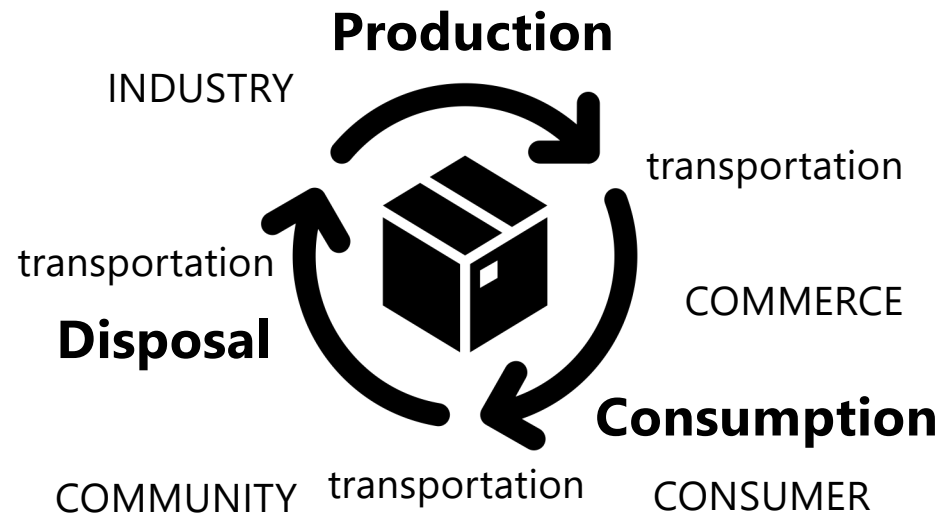 Production
INDUSTRY
transportation
transportation
COMMERCE
Disposal
Consumption
COMMUNITY
transportation
CONSUMER